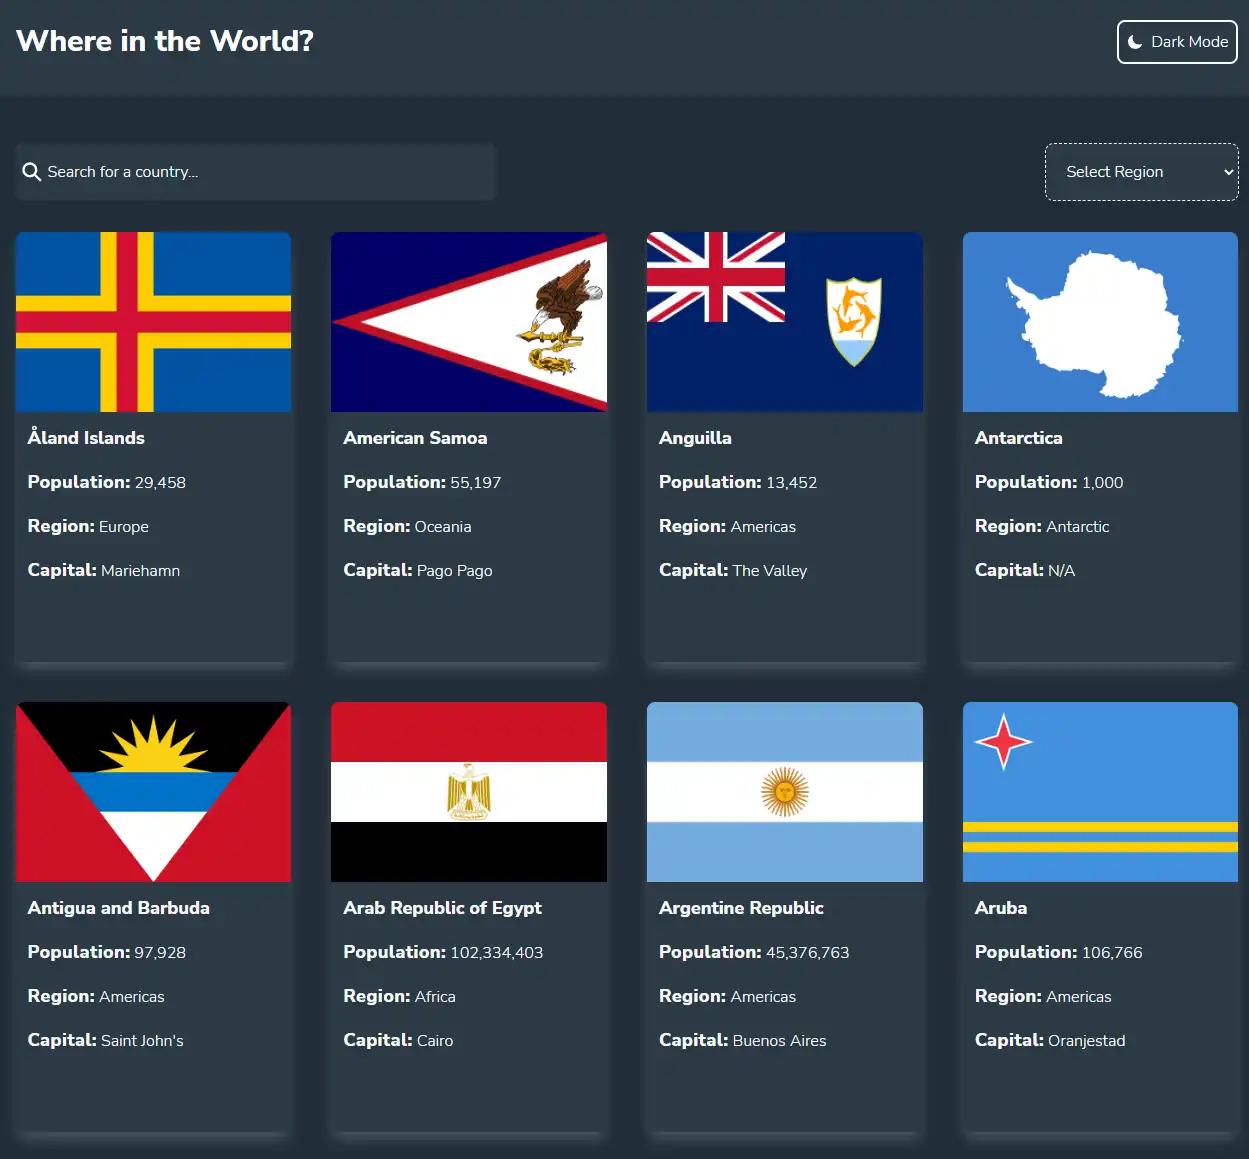 Where in the World?
Dark Mode
Search for a country...
Select Region
Åland Islands
Population: 29,458
Region: Europe
Capital: Mariehamn
American Samoa
Population: 55,197
Region: Oceania
Capital: Pago Pago
Anguilla
Population: 13,452
Region: Americas
Capital: The Valley
Antarctica
Population: 1,000
Region: Antarctic
Capital: N/A
Antigua and Barbuda
Population: 97,928
Region: Americas
Capital: Saint John's
Arab Republic of Egypt
Population: 102,334,403
Region: Africa
Capital: Cairo
Argentine Republic
Population: 45,376,763
Region: Americas
Capital: Buenos Aires
Aruba
Population: 106,766
Region: Americas
Capital: Oranjestad